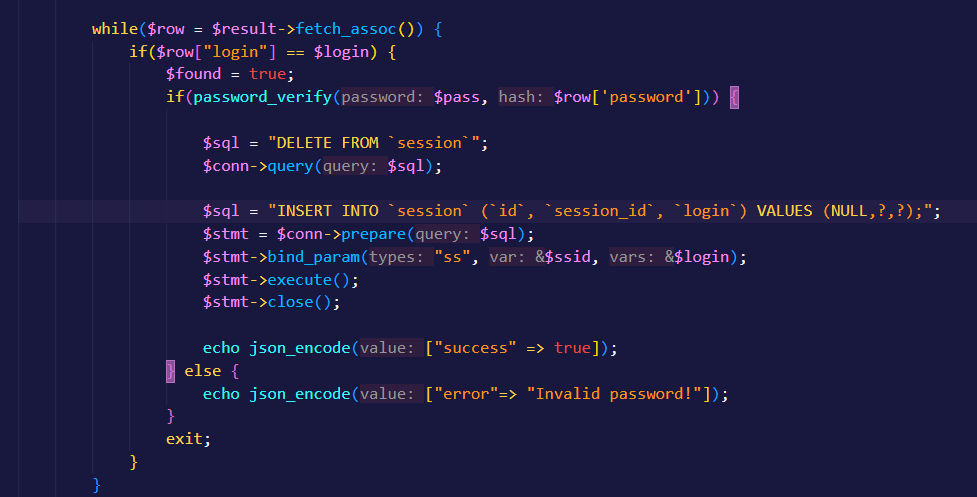 while($row = $result->fetch_assoc()) {
if($row["login"] == $login) {
$found = true;
if(password_verify(password: $pass, hash: $row['password'])) {
$sql = "DELETE FROM `session`";
$conn->query(query: $sql);
$sql = "INSERT INTO `session` (`id`, `session_id`, `login`) VALUES (NULL,?,?);";
$stmt = $conn->prepare(query: $sql);
$stmt->bind_param(types: "ss", var: &$ssid, vars: &$login);
$stmt->execute();
$stmt->close();
echo json_encode(value: ["success" => true]);
} else {
echo json_encode(value: ["error"=> "Invalid password!"]);
}
exit;
}
}